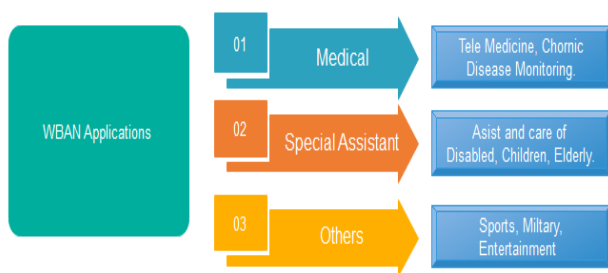 WBAN Applications
01
Medical
Tele Medicine, Chornic
Disease Monitoring.
02
Special Assistant
Asist and care of
Disabled, Children, Elderly.
03
Others
Sports, Miltary,
Entertainment